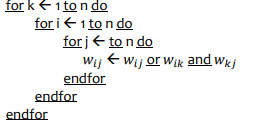 for k ← 1 to n do
for i ← 1 to n do
for j ← to n do
wij ← wij or wik and wkj
endfor
endfor
endfor